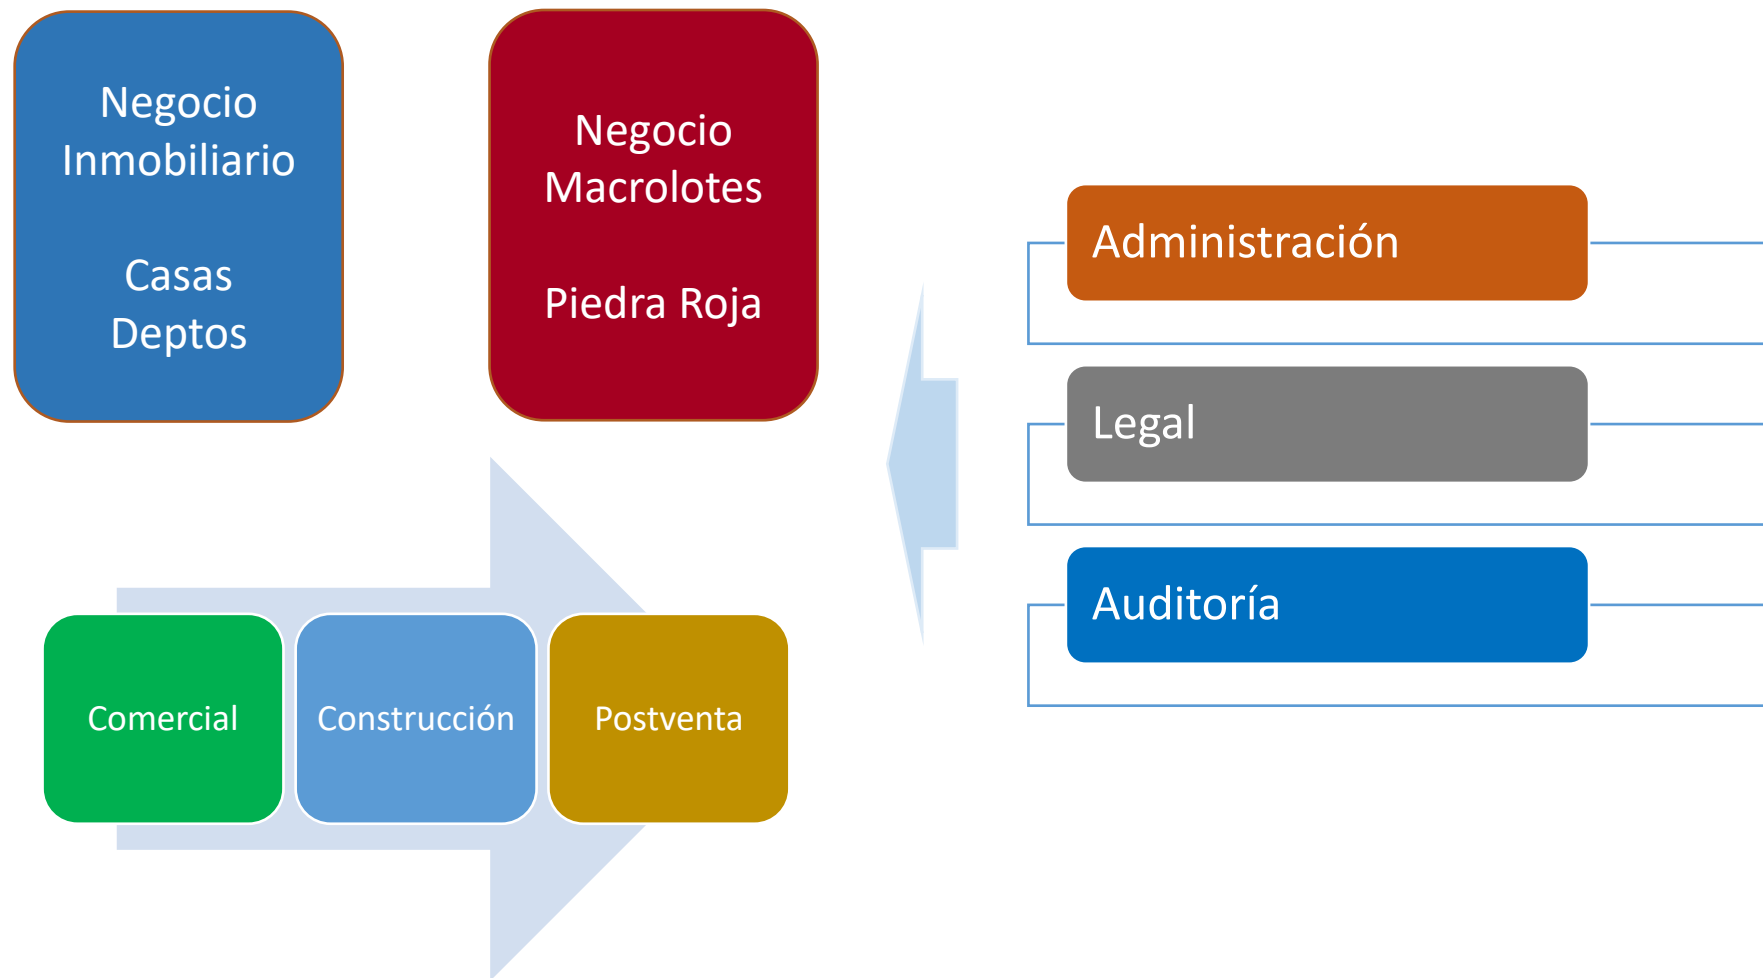 Negocio
Inmobiliario
Casas
Deptos
Negocio
Macrolotes
Piedra Roja
Administración
Legal
Auditoría
Comercial
Construcción
Postventa